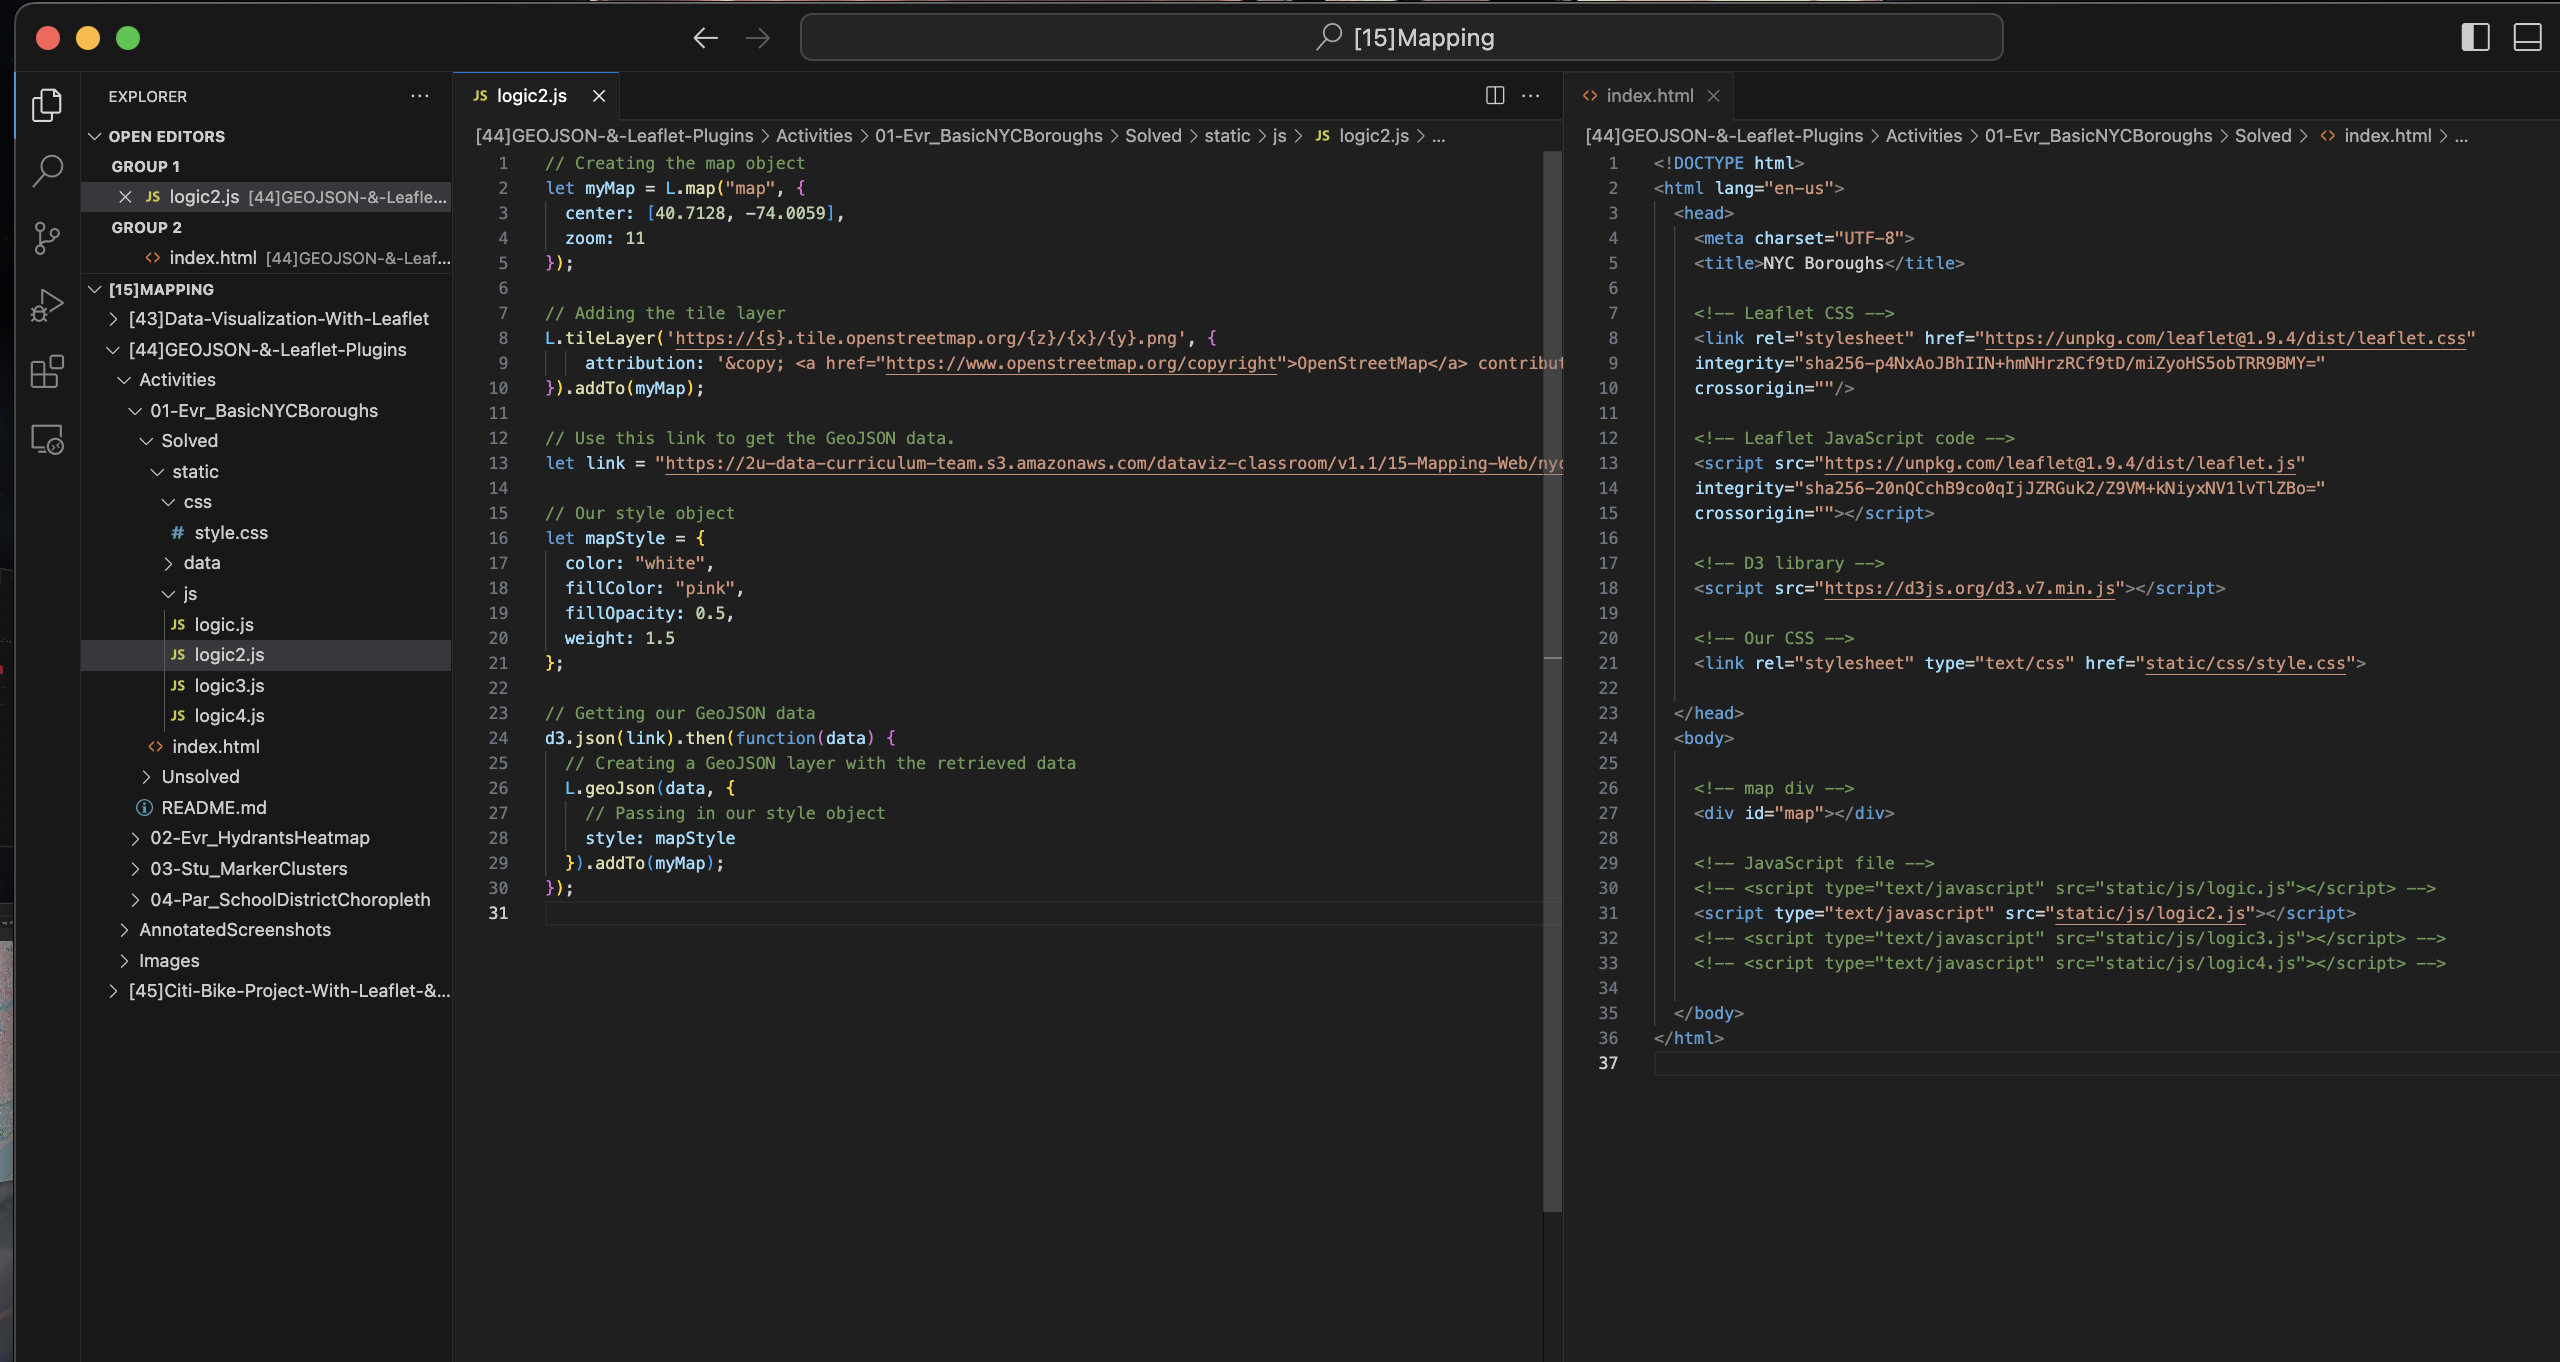 [15]Mapping
EXPLORER
OPEN EDITORS
GROUP 1
JS logic2.js [44]GEOJSON-&-Leafle...
GROUP 2
<> index.html [44]GEOJSON-&-Leaf...
[15]MAPPING
[43]Data-Visualization-With-Leaflet
[44]GEOJSON-&-Leaflet-Plugins
Activities
01-Evr_BasicNYCBoroughs
Solved
static
css
# style.css
data
js
JS logic.js
JS logic2.js
JS logic3.js
JS logic4.js
<> index.html
Unsolved
README.md
02-Evr_HydrantsHeatmap
03-Stu_MarkerClusters
04-Par_SchoolDistrictChoropleth
AnnotatedScreenshots
Images
[45]Citi-Bike-Project-With-Leaflet-&...
JS logic2.js
[44]GEOJSON-&-Leaflet-Plugins > Activities > 01-Evr_BasicNYCBoroughs > Solved > static > js > JS logic2.js > ...
1 // Creating the map object
2 let myMap = L.map("map", {
3 center: [40.7128, -74.0059],
4 zoom: 11
5 });
6
7 // Adding the tile layer
8 L.tileLayer('https://{s}.tile.openstreetmap.org/{z}/{x}/{y}.png', {
9 attribution: '&copy; <a href="https://www.openstreetmap.org/copyright">OpenStreetMap</a> contribut
10 }).addTo(myMap);
11
12 // Use this link to get the GeoJSON data.
13 let link = "https://2u-data-curriculum-team.s3.amazonaws.com/dataviz-classroom/v1.1/15-Mapping-Web/nyc
14
15 // Our style object
16 let mapStyle = {
17 color: "white",
18 fillColor: "pink",
19 fillOpacity: 0.5,
20 weight: 1.5
21 };
22
23 // Getting our GeoJSON data
24 d3.json(link).then(function(data) {
25 // Creating a GeoJSON layer with the retrieved data
26 L.geoJson(data, {
27 // Passing in our style object
28 style: mapStyle
29 }).addTo(myMap);
30 });
31
<> index.html
[44]GEOJSON-&-Leaflet-Plugins > Activities > 01-Evr_BasicNYCBoroughs > Solved > <> index.html > ...
1 <!DOCTYPE html>
2 <html lang="en-us">
3 <head>
4 <meta charset="UTF-8">
5 <title>NYC Boroughs</title>
6
7 <!-- Leaflet CSS -->
8 <link rel="stylesheet" href="https://unpkg.com/leaflet@1.9.4/dist/leaflet.css"
9 integrity="sha256-p4NxAoJBhIIN+hmNHrzRCf9tD/miZyoHS5obTRR9BMY="
10 crossorigin=""/>
11
12 <!-- Leaflet JavaScript code -->
13 <script src="https://unpkg.com/leaflet@1.9.4/dist/leaflet.js"
14 integrity="sha256-20nQCchB9co0qIjJZRGuk2/Z9VM+kNiyxNV1lvTlZBo="
15 crossorigin=""></script>
16
17 <!-- D3 library -->
18 <script src="https://d3js.org/d3.v7.min.js"></script>
19
20 <!-- Our CSS -->
21 <link rel="stylesheet" type="text/css" href="static/css/style.css">
22
23 </head>
24 <body>
25
26 <!-- map div -->
27 <div id="map"></div>
28
29 <!-- JavaScript file -->
30 <!-- <script type="text/javascript" src="static/js/logic.js"></script> -->
31 <script type="text/javascript" src="static/js/logic2.js"></script>
32 <!-- <script type="text/javascript" src="static/js/logic3.js"></script> -->
33 <!-- <script type="text/javascript" src="static/js/logic4.js"></script> -->
34
35 </body>
36 </html>
37